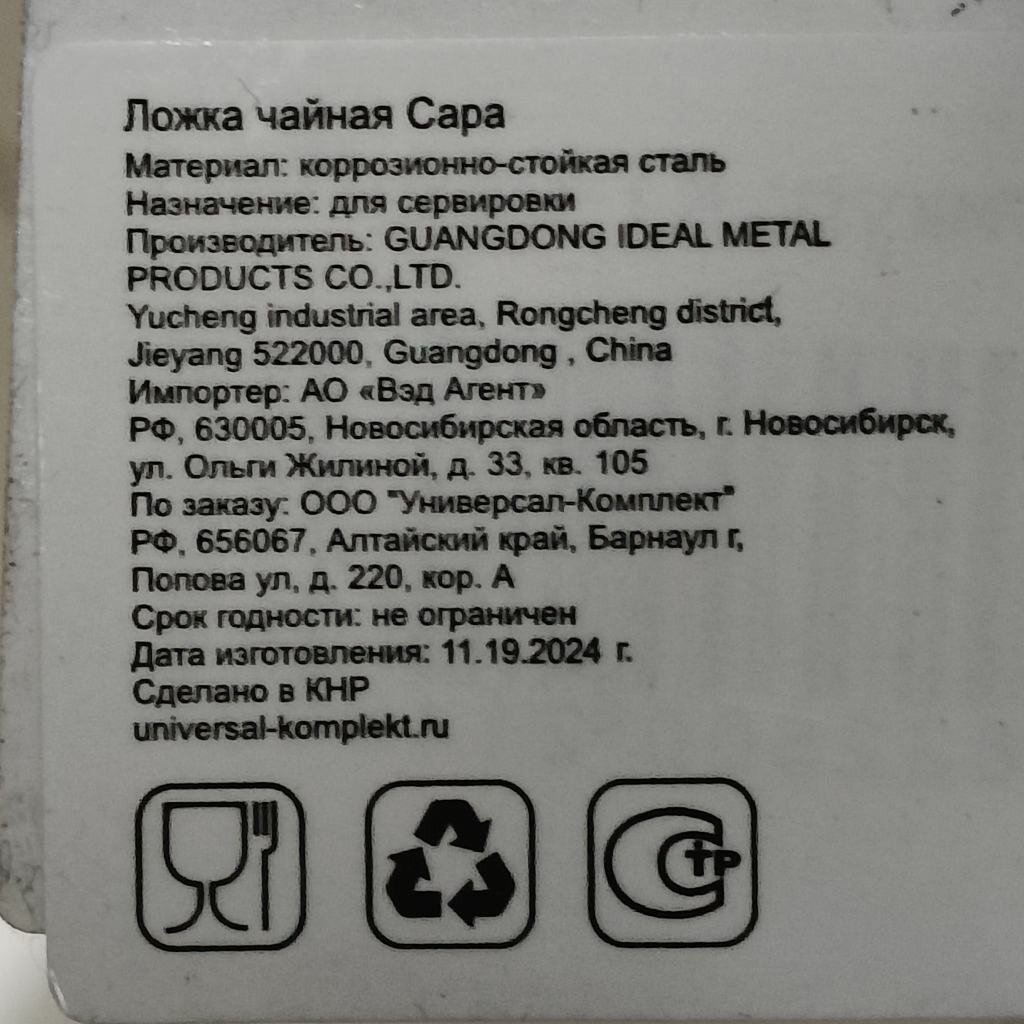 Ложка чайная Сара
Материал: коррозионно-стойкая сталь
Назначение: для сервировки
Производитель: GUANGDONG IDEAL METAL
PRODUCTS CO.,LTD.
Yucheng industrial area, Rongcheng district,
Jieyang 522000, Guangdong , China
Импортер: АО «Вэд Агент»
РФ, 630005, Новосибирская область, г. Новосибирск,
ул. Ольги Жилиной, д. 33, кв. 105
По заказу: ООО "Универсал-Комплект"
РФ, 656067, Алтайский край, Барнаул г,
Попова ул, д. 220, кор. А
Срок годности: не ограничен
Дата изготовления: 11.19.2024 г.
Сделано в КНР
universal-komplekt.ru
Стр